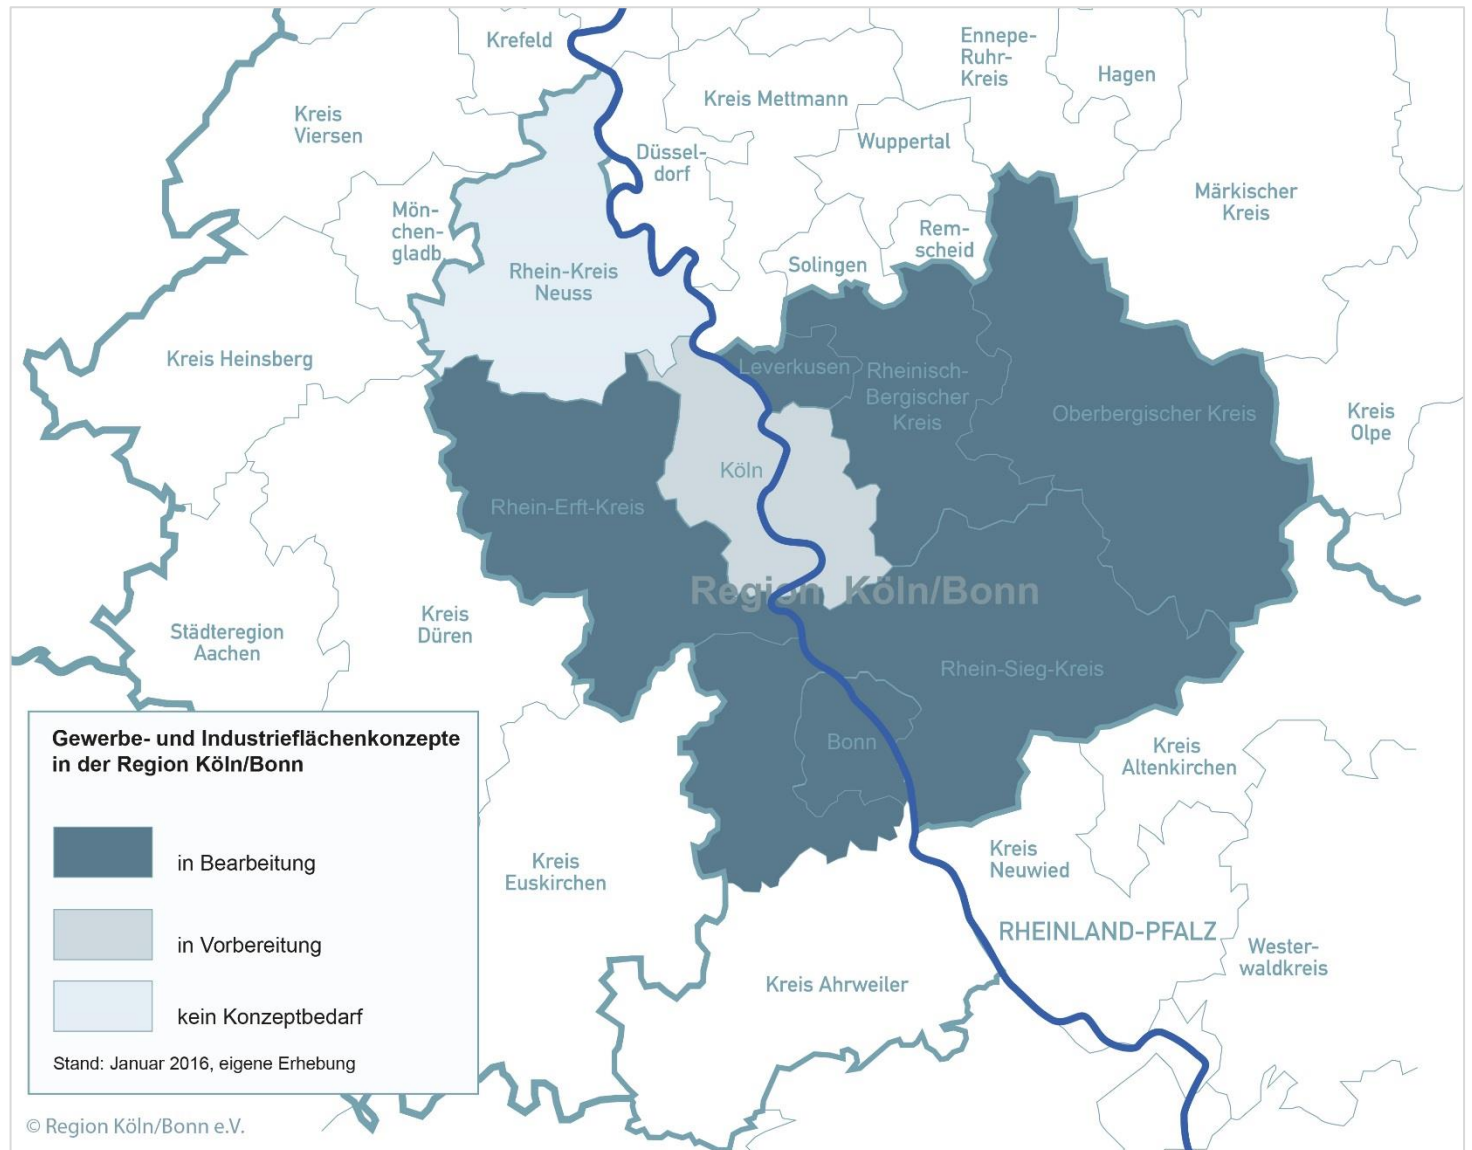 Krefeld
Ennepe-
Ruhr-
Kreis
Hagen
Kreis Mettmann
Kreis
Viersen
Wuppertal
Düssel-
dorf
Märkischer
Kreis
Mön-
chen-
gladb.
Rem-
scheid
Solingen
Rhein-Kreis
Neuss
Kreis Heinsberg
Leverkusen
Rheinisch-
Bergischer
Kreis
Oberbergischer Kreis
Kreis
Olpe
Köln
Rhein-Erft-Kreis
Region Köln/Bonn
Kreis
Düren
Städteregion
Aachen
Rhein-Sieg-Kreis
Bonn
Kreis
Altenkirchen
Kreis
Euskirchen
Kreis
Neuwied
RHEINLAND-PFALZ
Wester-
waldkreis
Kreis Ahrweiler
Gewerbe- und Industrieflächenkonzepte
in der Region Köln/Bonn
in Bearbeitung
in Vorbereitung
kein Konzeptbedarf
Stand: Januar 2016, eigene Erhebung
© Region Köln/Bonn e.V.